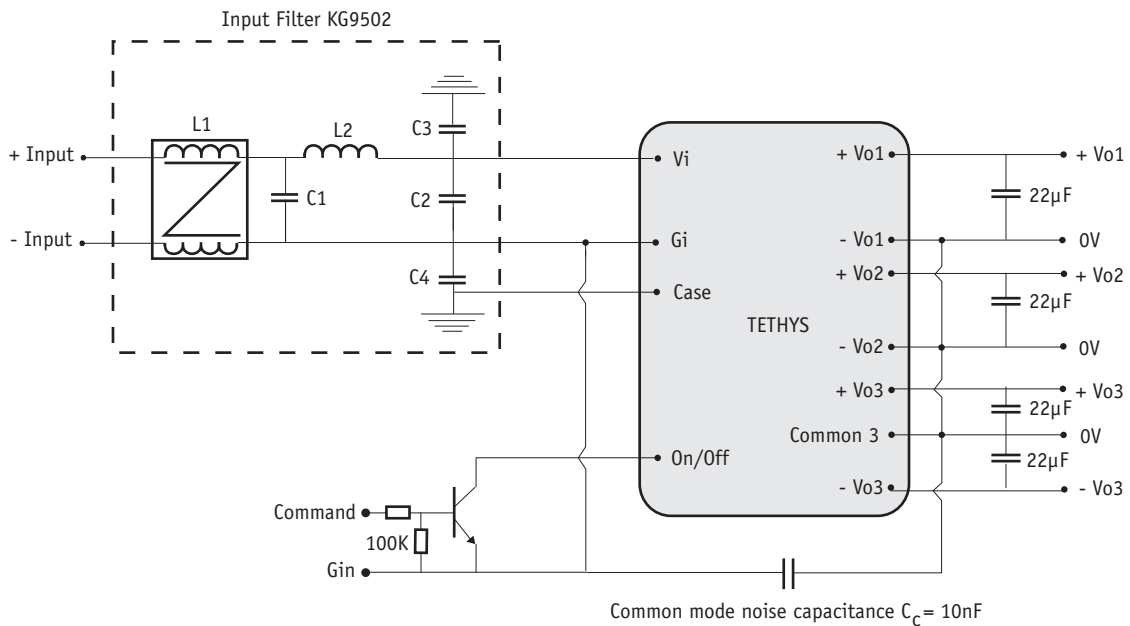 Input Filter KG9502
L1
L2
C3
+ Input
Vi
+ Vo1
+ Vo1
C1
C2
22µF
- Input
Gi
- Vo1
0V
C4
+ Vo2
+ Vo2
Case
22µF
TETHYS
- Vo2
0V
+ Vo3
+ Vo3
22µF
Common 3
0V
On/Off
22µF
- Vo3
- Vo3
Command
100K
Gin
Common mode noise capacitance CC = 10nF